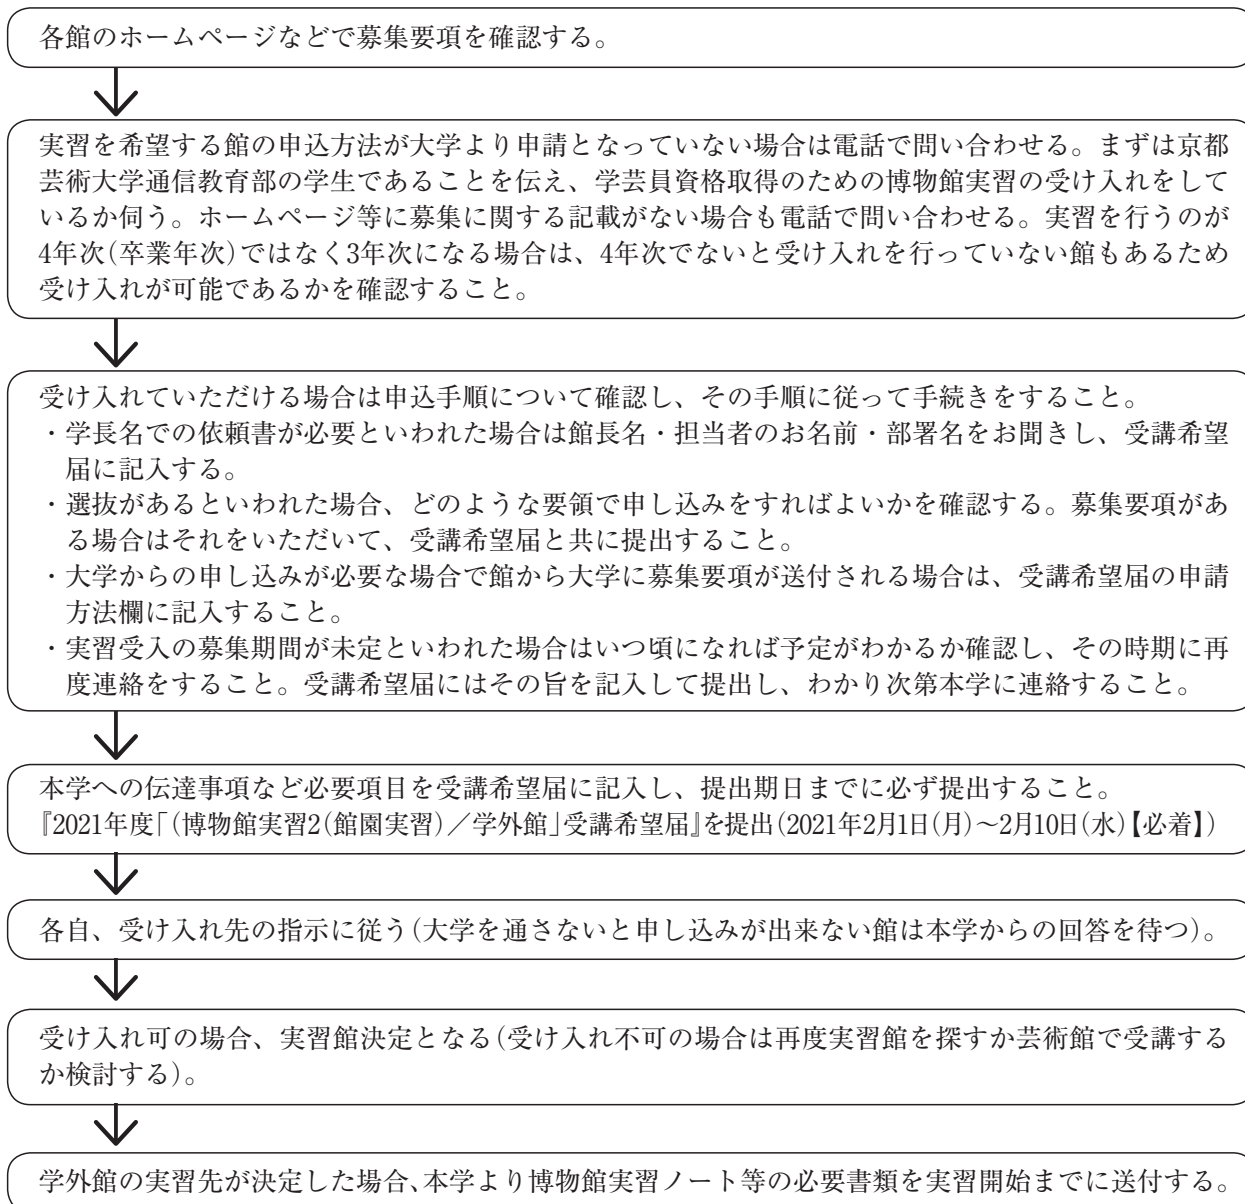 各館のホームページなどで募集要項を確認する。
実習を希望する館の申込方法が大学より申請となっていない場合は電話で問い合わせる。まずは京都
芸術大学通信教育部の学生であることを伝え、学芸員資格取得のための博物館実習の受け入れをして
いるか伺う。ホームページ等に募集に関する記載がない場合も電話で問い合わせる。実習を行うのが
4年次(卒業年次)ではなく3年次になる場合は、4年次でないと受け入れを行っていない館もあるため
受け入れが可能であるかを確認すること。
受け入れていただける場合は申込手順について確認し、その手順に従って手続きをすること。
・学長名での依頼書が必要といわれた場合は館長名・担当者のお名前・部署名をお聞きし、受講希望
届に記入する。
・選抜があるといわれた場合、どのような要領で申し込みをすればよいかを確認する。募集要項があ
る場合はそれをいただいて、受講希望届と共に提出すること。
・大学からの申し込みが必要な場合で館から大学に募集要項が送付される場合は、受講希望届の申請
方法欄に記入すること。
・実習受入の募集期間が未定といわれた場合はいつ頃になれば予定がわかるか確認し、その時期に再
度連絡をすること。受講希望届にはその旨を記入して提出し、わかり次第本学に連絡すること。
本学への伝達事項など必要項目を受講希望届に記入し、提出期日までに必ず提出すること。
『2021年度「(博物館実習2(館園実習)/学外館」受講希望届』を提出(2021年2月1日(月)～2月10日(水)【必着】)
各自、受け入れ先の指示に従う(大学を通さないと申し込みが出来ない館は本学からの回答を待つ)。
受け入れ可の場合、実習館決定となる(受け入れ不可の場合は再度実習館を探すか芸術館で受講する
か検討する)。
学外館の実習先が決定した場合、本学より博物館実習ノート等の必要書類を実習開始までに送付する。